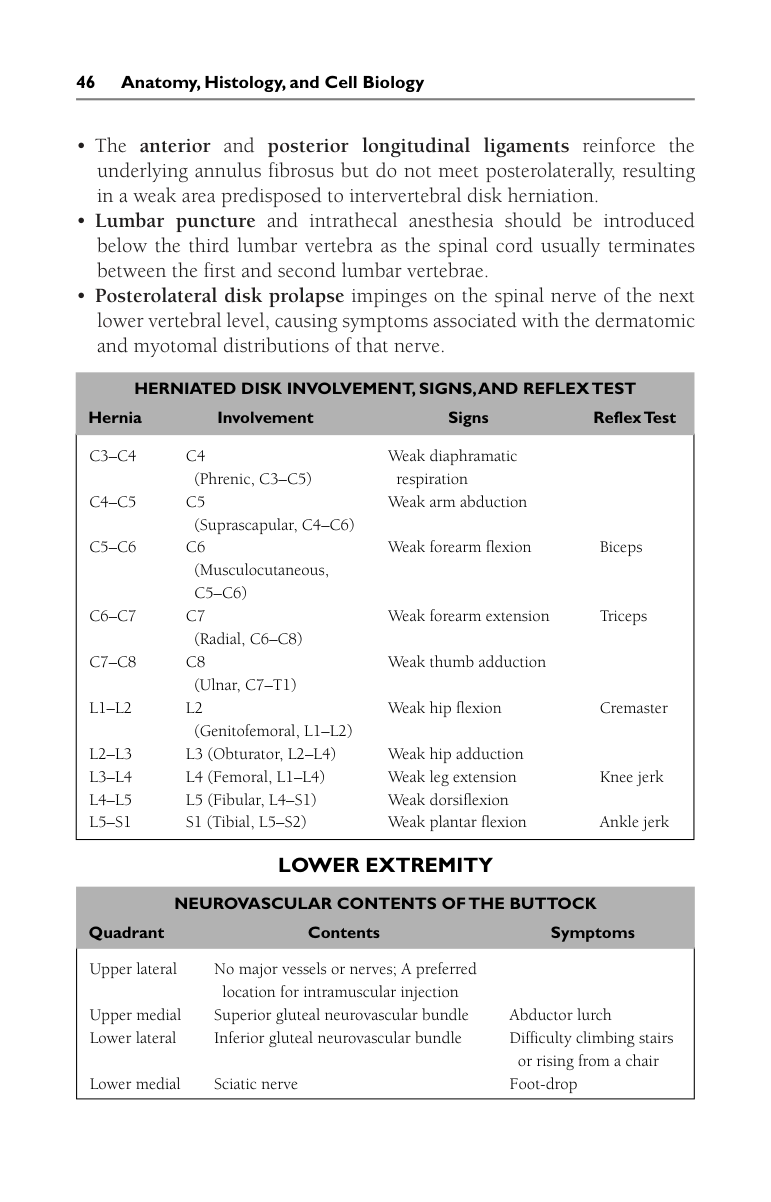 46 Anatomy, Histology, and Cell Biology
• The anterior and posterior longitudinal ligaments reinforce the
underlying annulus fibrosus but do not meet posterolaterally, resulting
in a weak area predisposed to intervertebral disk herniation.
• Lumbar puncture and intrathecal anesthesia should be introduced
below the third lumbar vertebra as the spinal cord usually terminates
between the first and second lumbar vertebrae.
• Posterolateral disk prolapse impinges on the spinal nerve of the next
lower vertebral level, causing symptoms associated with the dermatomic
and myotomal distributions of that nerve.
HERNIATED DISK INVOLVEMENT, SIGNS, AND REFLEX TEST
Hernia Involvement Signs Reflex Test
C3–C4 C4 Weak diaphramatic
(Phrenic, C3–C5) respiration
C4–C5 C5 Weak arm abduction
(Suprascapular, C4–C6)
C5–C6 C6 Weak forearm flexion Biceps
(Musculocutaneous,
C5–C6)
C6–C7 C7 Weak forearm extension Triceps
(Radial, C6–C8)
C7–C8 C8 Weak thumb adduction
(Ulnar, C7–T1)
L1–L2 L2 Weak hip flexion Cremaster
(Genitofemoral, L1–L2)
L2–L3 L3 (Obturator, L2–L4) Weak hip adduction
L3–L4 L4 (Femoral, L1–L4) Weak leg extension Knee jerk
L4–L5 L5 (Fibular, L4–S1) Weak dorsiflexion
L5–S1 S1 (Tibial, L5–S2) Weak plantar flexion Ankle jerk
LOWER EXTREMITY
NEUROVASCULAR CONTENTS OF THE BUTTOCK
Quadrant Contents Symptoms
Upper lateral No major vessels or nerves; A preferred
location for intramuscular injection
Upper medial Superior gluteal neurovascular bundle Abductor lurch
Lower lateral Inferior gluteal neurovascular bundle Difficulty climbing stairs
or rising from a chair
Lower medial Sciatic nerve Foot-drop